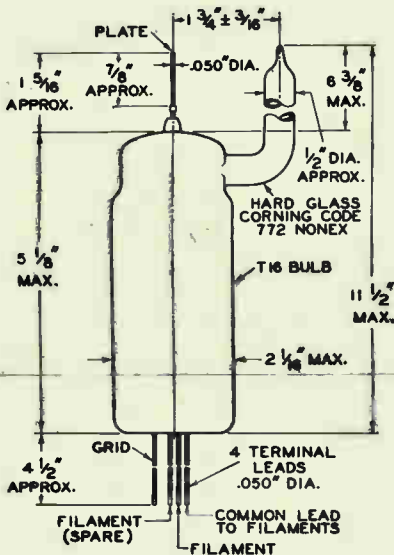 1 3/4" ± 3/16"
PLATE
1 5/16"
APPROX.
7/8"
APPROX.
.050" DIA.
6 3/8"
MAX.
1/2" DIA.
APPROX.
HARD GLASS
CORNING CODE
772 NONEX
5 1/8"
MAX.
T16 BULB
11 1/2"
MAX.
2 1/16" MAX.
GRID
4 1/2"
APPROX.
4 TERMINAL
LEADS
.050" DIA.
FILAMENT
(SPARE)
COMMON LEAD
TO FILAMENTS
FILAMENT